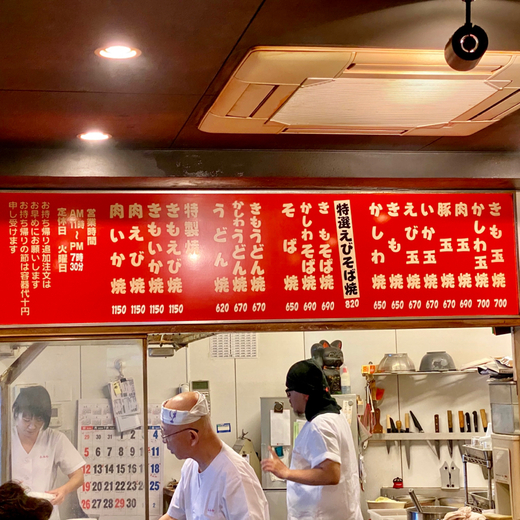 きも玉焼 700
かしわ玉焼 700
肉玉焼 690
豚玉焼 670
いか玉焼 670
えび玉焼 670
きも焼 650
かしわ焼 650
特選えびそば焼 820
きもそば焼 690
かしわそば焼 690
そば焼 650
きもうどん焼 670
かしわうどん焼 670
うどん焼 620
特製焼
きもえび焼 1150
きもいか焼 1150
肉えび焼 1150
肉いか焼 1150
営業時間
AM11時〜PM7時30分
定休日 火曜日
お持ち帰り追加注文は
お早めにお願いします
お持ち帰りの節は容器代十円
申し受けます